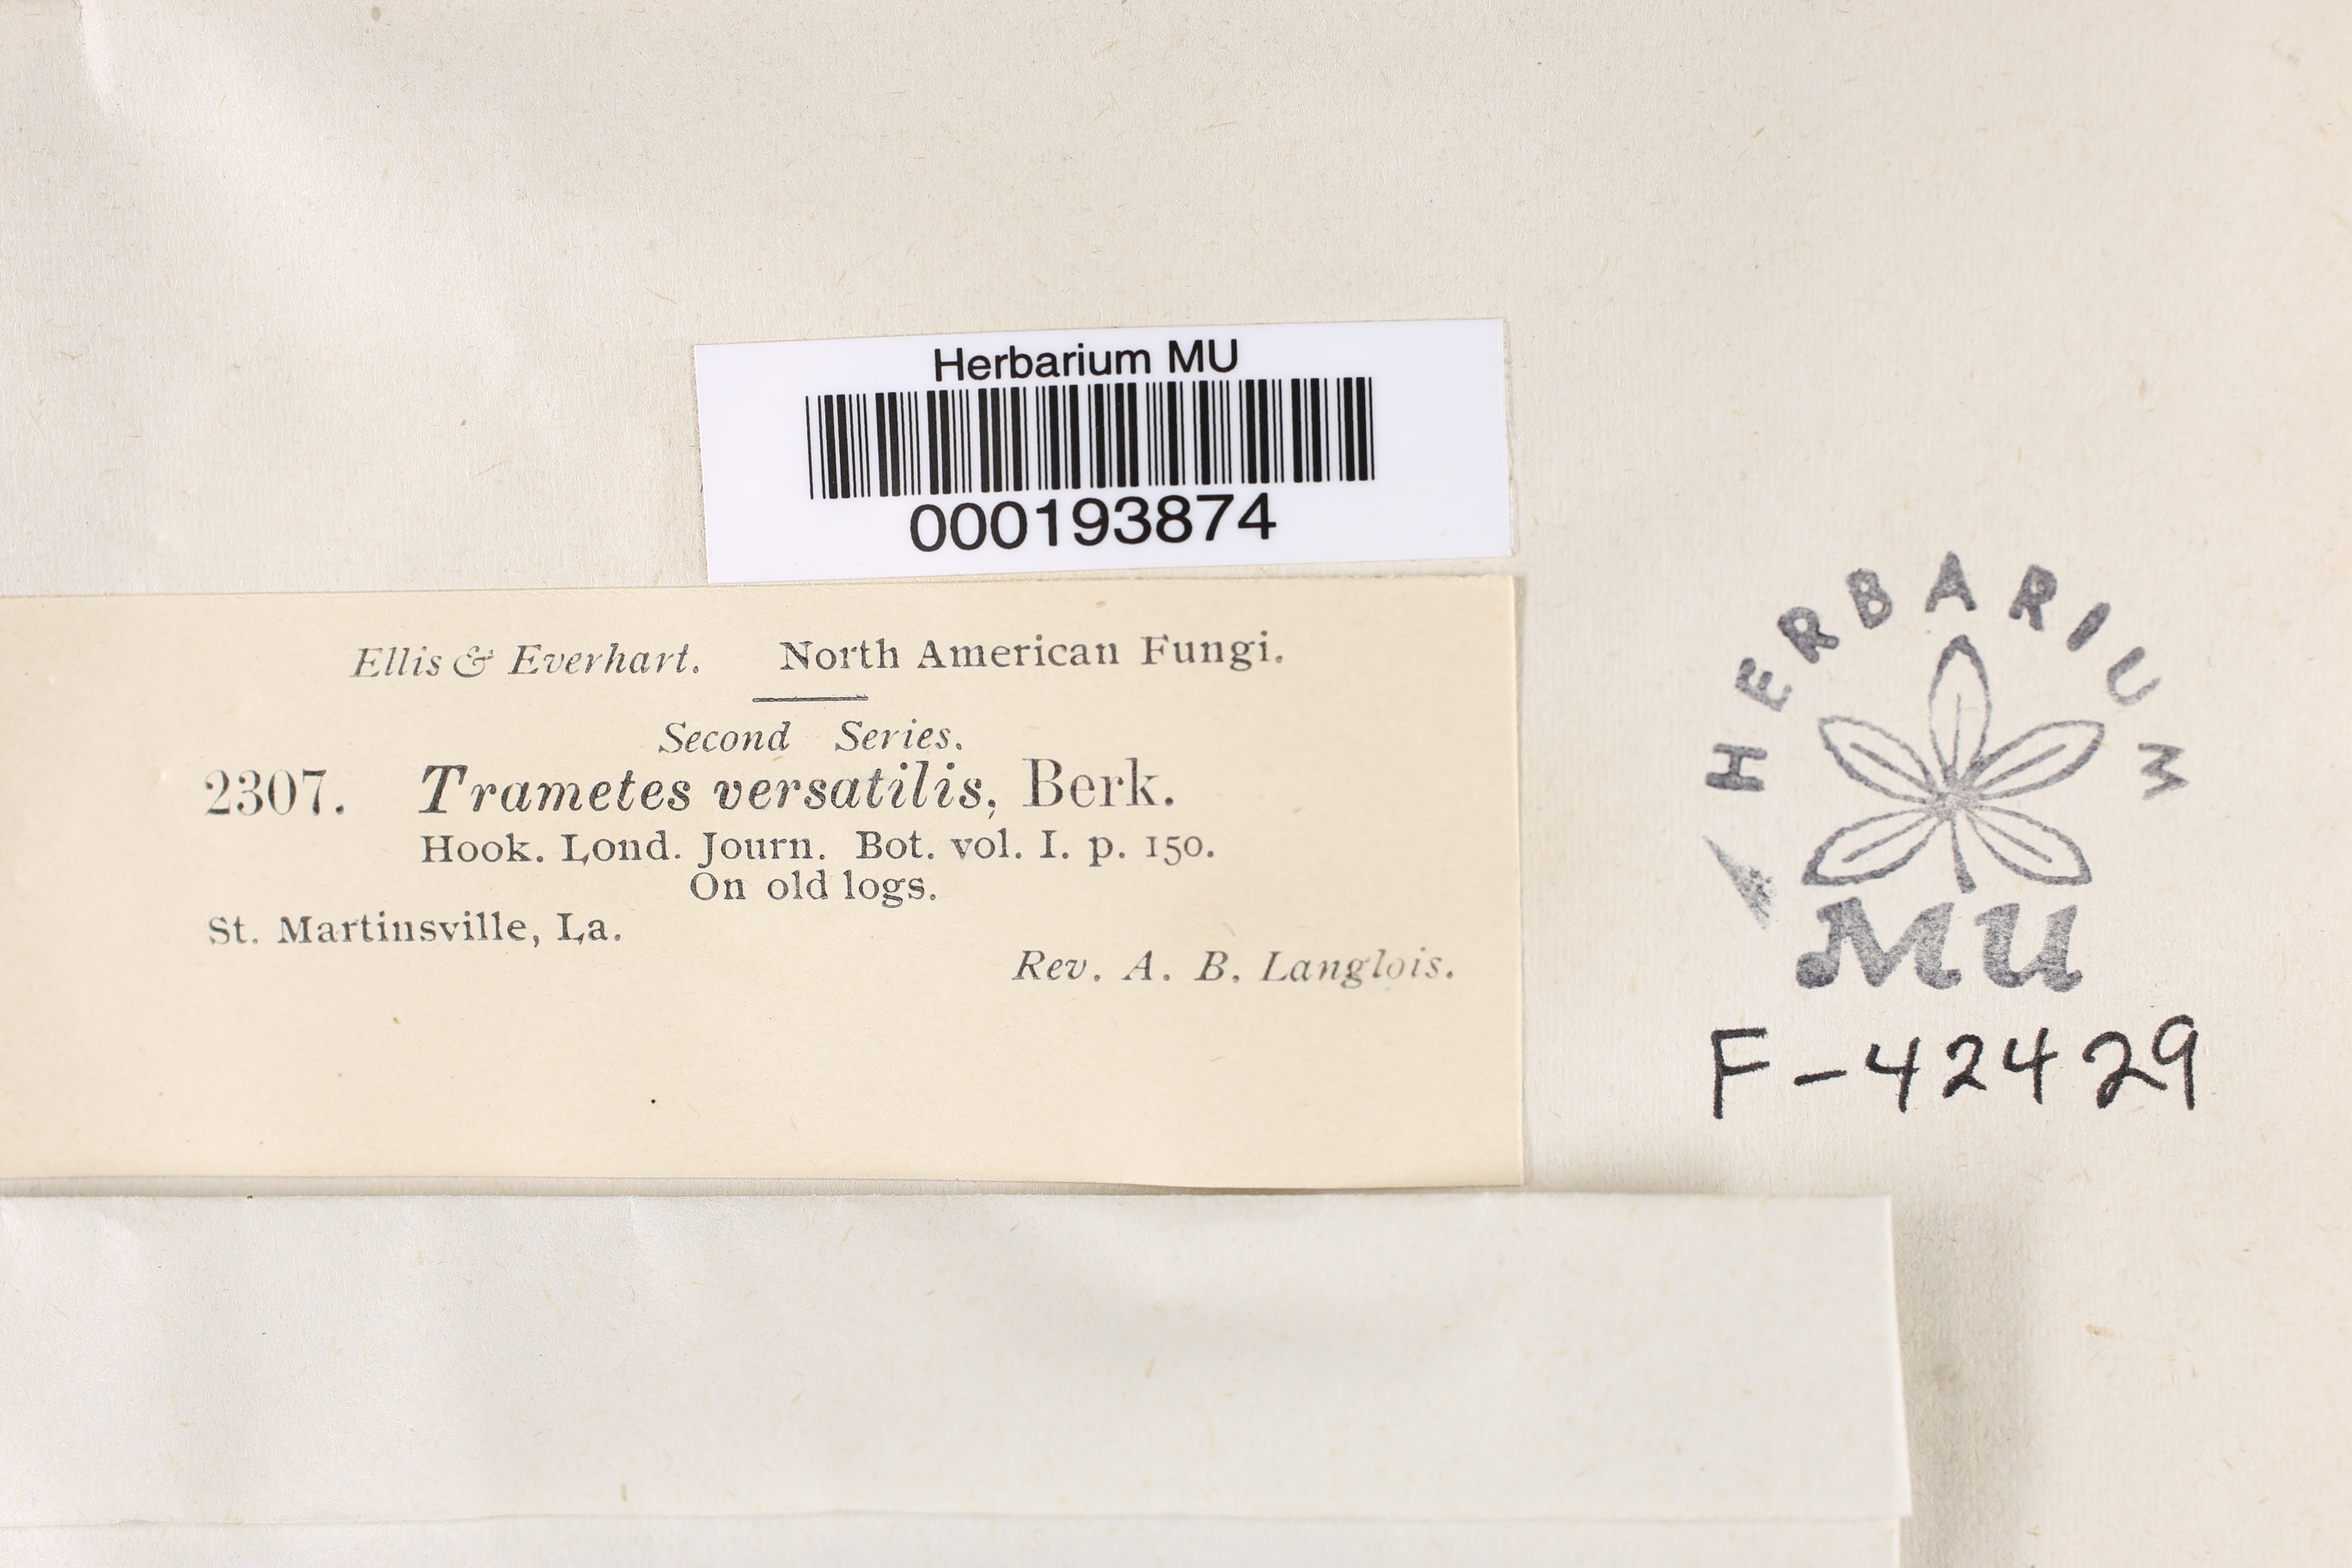 Herbarium MU
000193874
Ellis & Everhart. North American Fungi.
Second Series.
2307. Trametes versatilis, Berk.
Hook. Lond. Journ. Bot. vol. I. p. 150.
On old logs.
St. Martinsville, La.
Rev. A. B. Langlois.
HERBARIUM
MU
F-42429